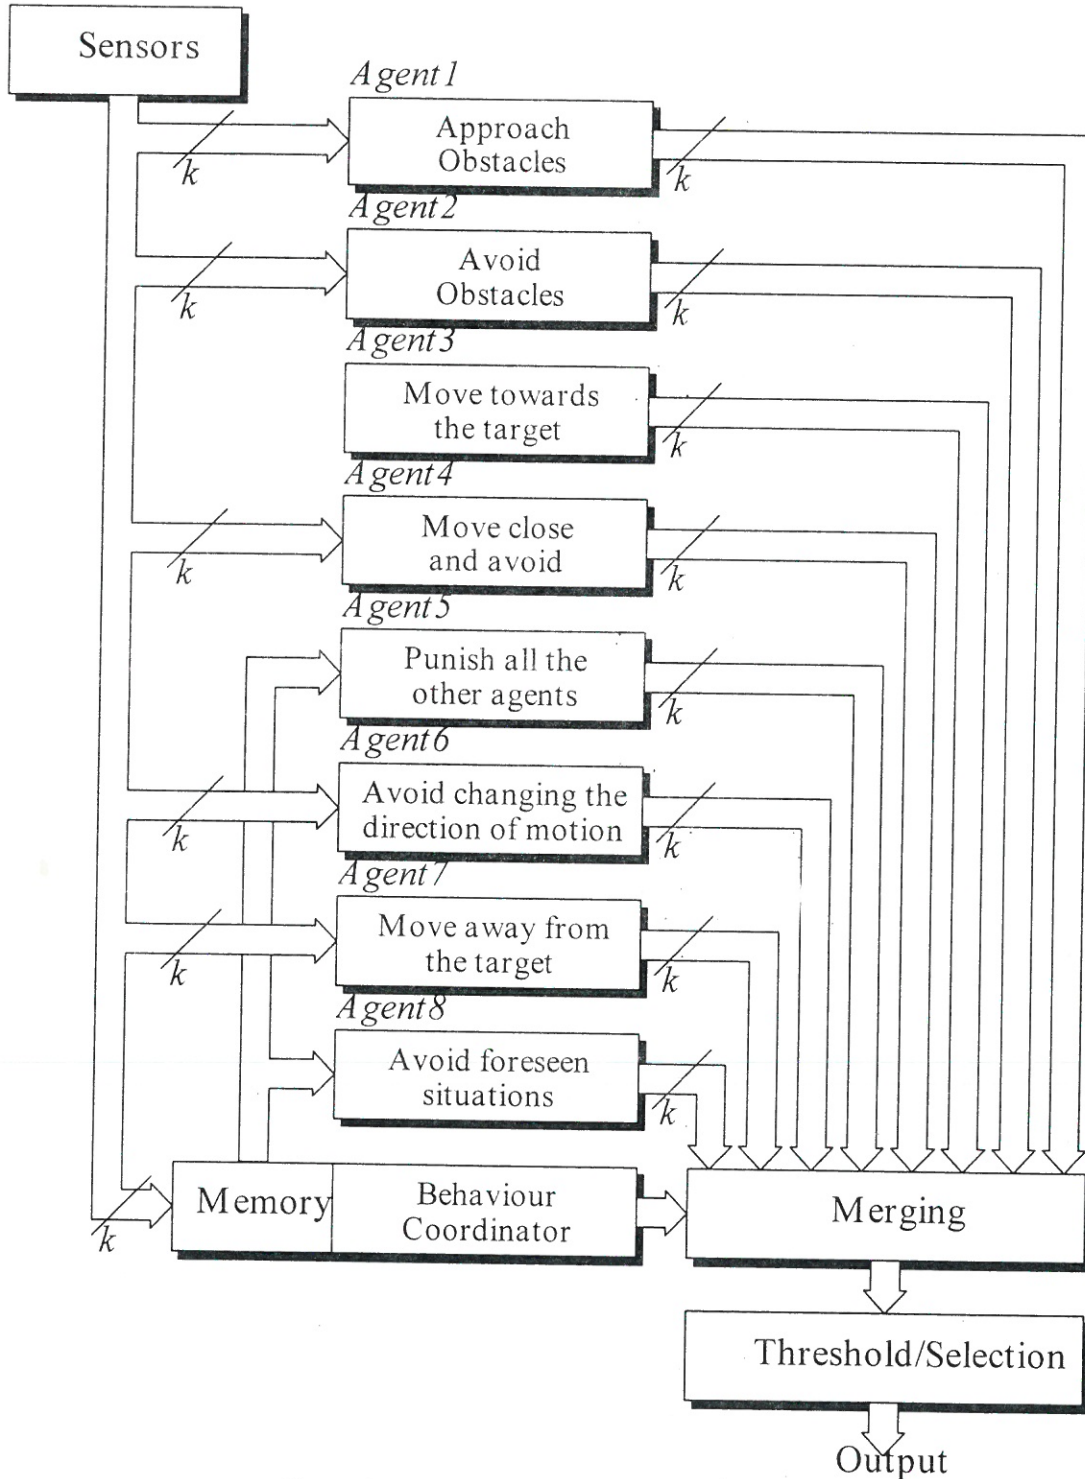 Sensors
Agent1
Approach
Obstacles
k
k
Agent2
Avoid
Obstacles
k
k
Agent3
Move towards
the target
k
Agent4
Move close
and avoid
k
k
Agent5
Punish all the
other agents
k
Agent6
Avoid changing the
direction of motion
k
k
Agent7
Move away from
the target
k
k
Agent8
Avoid foreseen
situations
k
Memory
Behaviour
Coordinator
k
Merging
Threshold/Selection
Output